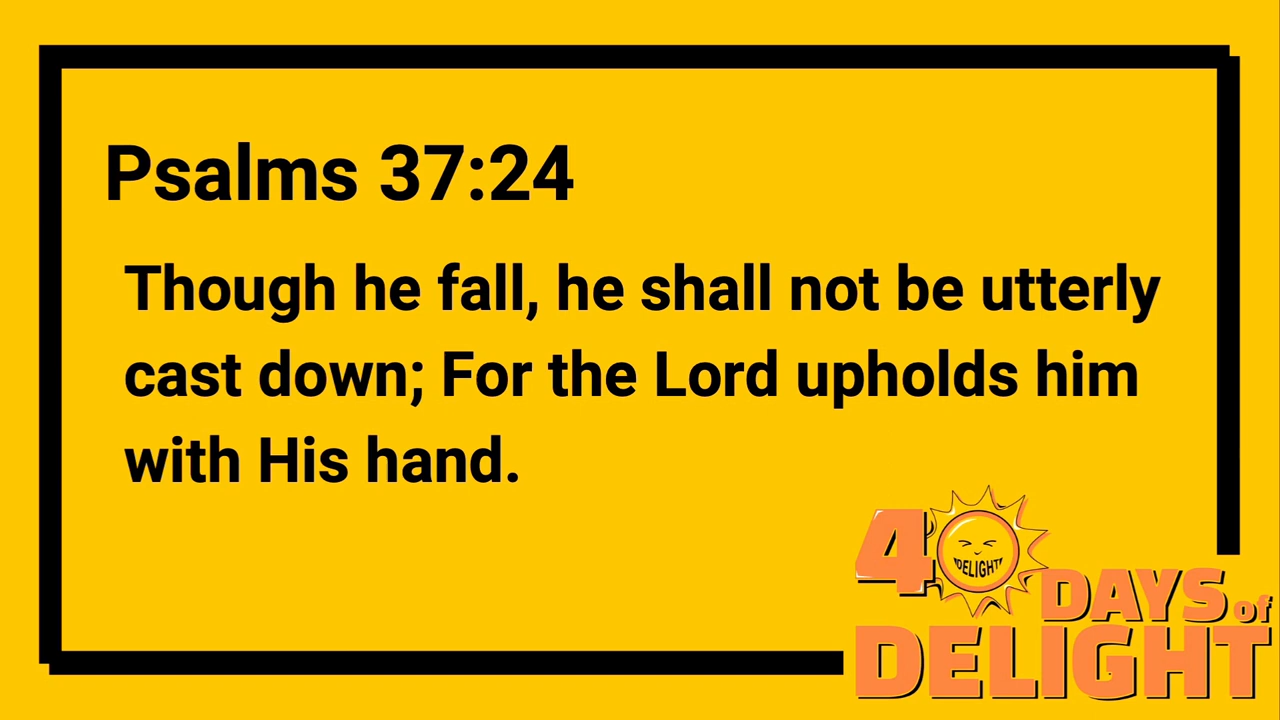 Psalms 37:24
Though he fall, he shall not be utterly
cast down; For the Lord upholds him
with His hand.
40
DELIGHT
DAYS of
DELIGHT